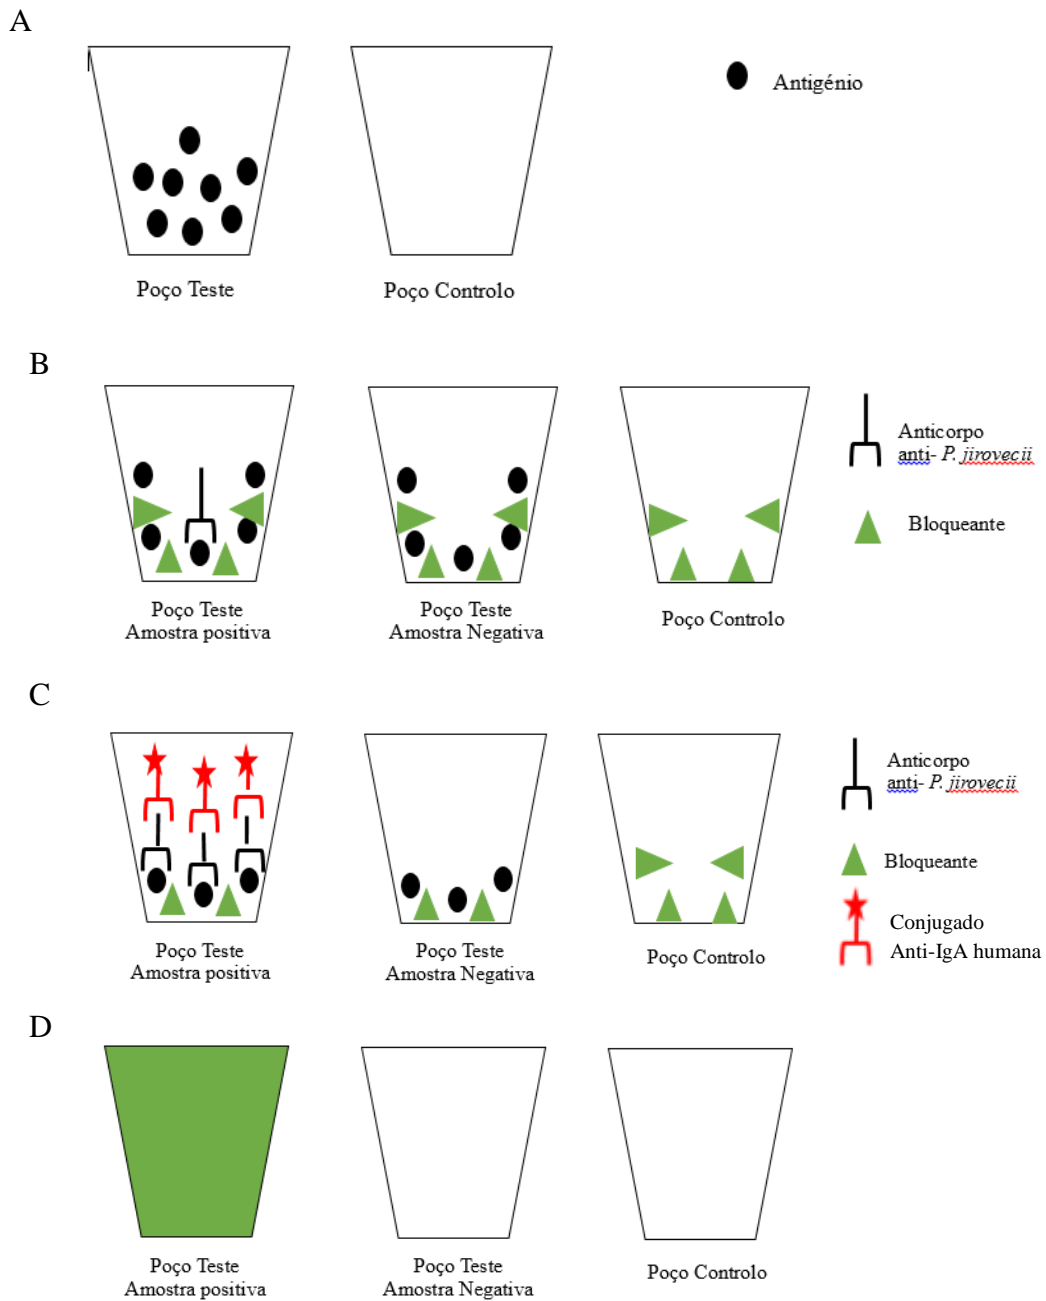 A
Antigénio
Poço Teste
Poço Controlo
B
Anticorpo
anti- P. jirovecii
Bloqueante
Poço Teste
Amostra positiva
Poço Teste
Amostra Negativa
Poço Controlo
C
Anticorpo
anti- P. jirovecii
Bloqueante
Conjugado
Anti-IgA humana
Poço Teste
Amostra positiva
Poço Teste
Amostra Negativa
Poço Controlo
D
Poço Teste
Amostra positiva
Poço Teste
Amostra Negativa
Poço Controlo